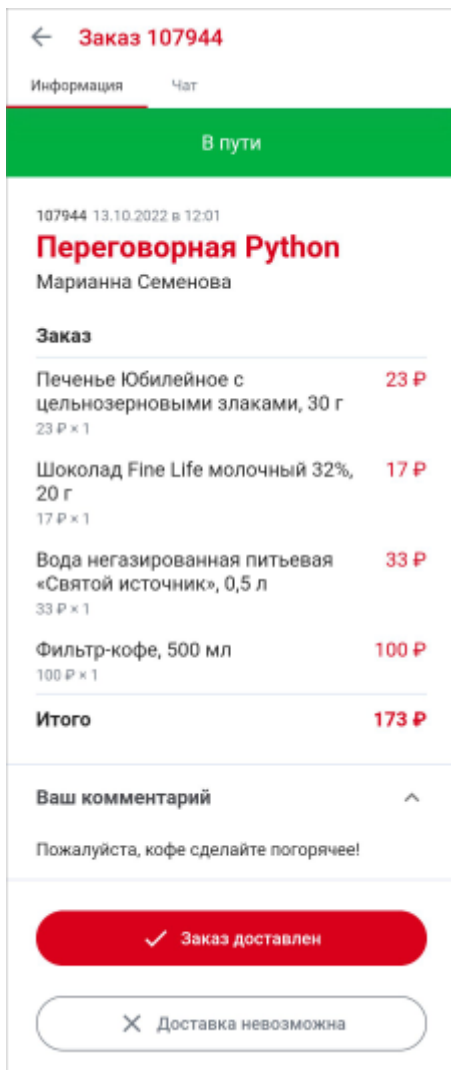 Заказ 107944
Информация Чат
В пути
107944 13.10.2022 в 12:01
Переговорная Python
Марианна Семенова
Заказ
Печенье Юбилейное с 23 ₽
цельнозерновыми злаками, 30 г
23 ₽ × 1
Шоколад Fine Life молочный 32%, 17 ₽
20 г
17 ₽ × 1
Вода негазированная питьевая 33 ₽
«Святой источник», 0,5 л
33 ₽ × 1
Фильтр-кофе, 500 мл 100 ₽
100 ₽ × 1
Итого 173 ₽
Ваш комментарий
Пожалуйста, кофе сделайте погорячее!
Заказ доставлен
Доставка невозможна